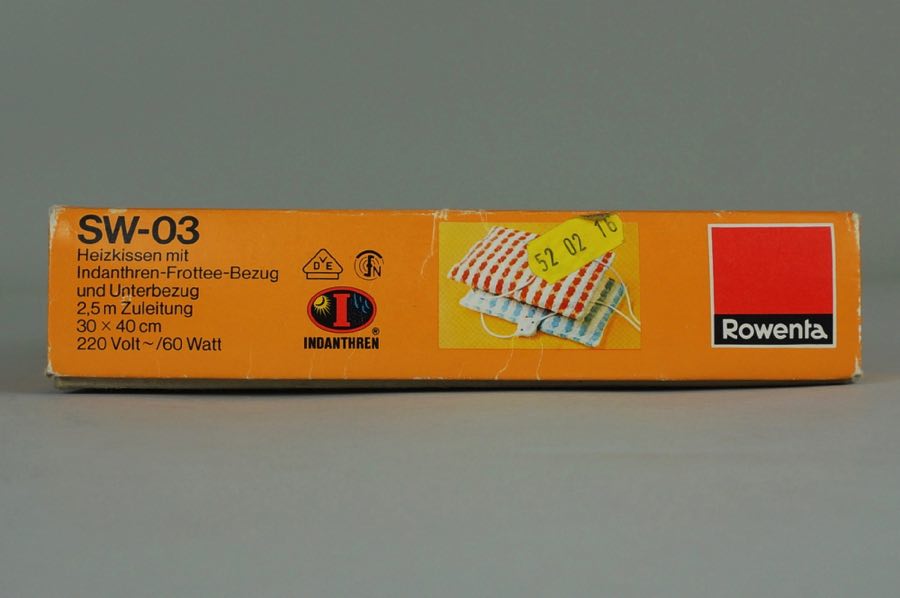 SW-03
Heizkissen mit
Indanthren-Frottee-Bezug
und Unterbezug
2,5 m Zuleitung
30 × 40 cm
220 Volt ~ /60 Watt
VDE
I
INDANTHREN®
52 02 16
Rowenta